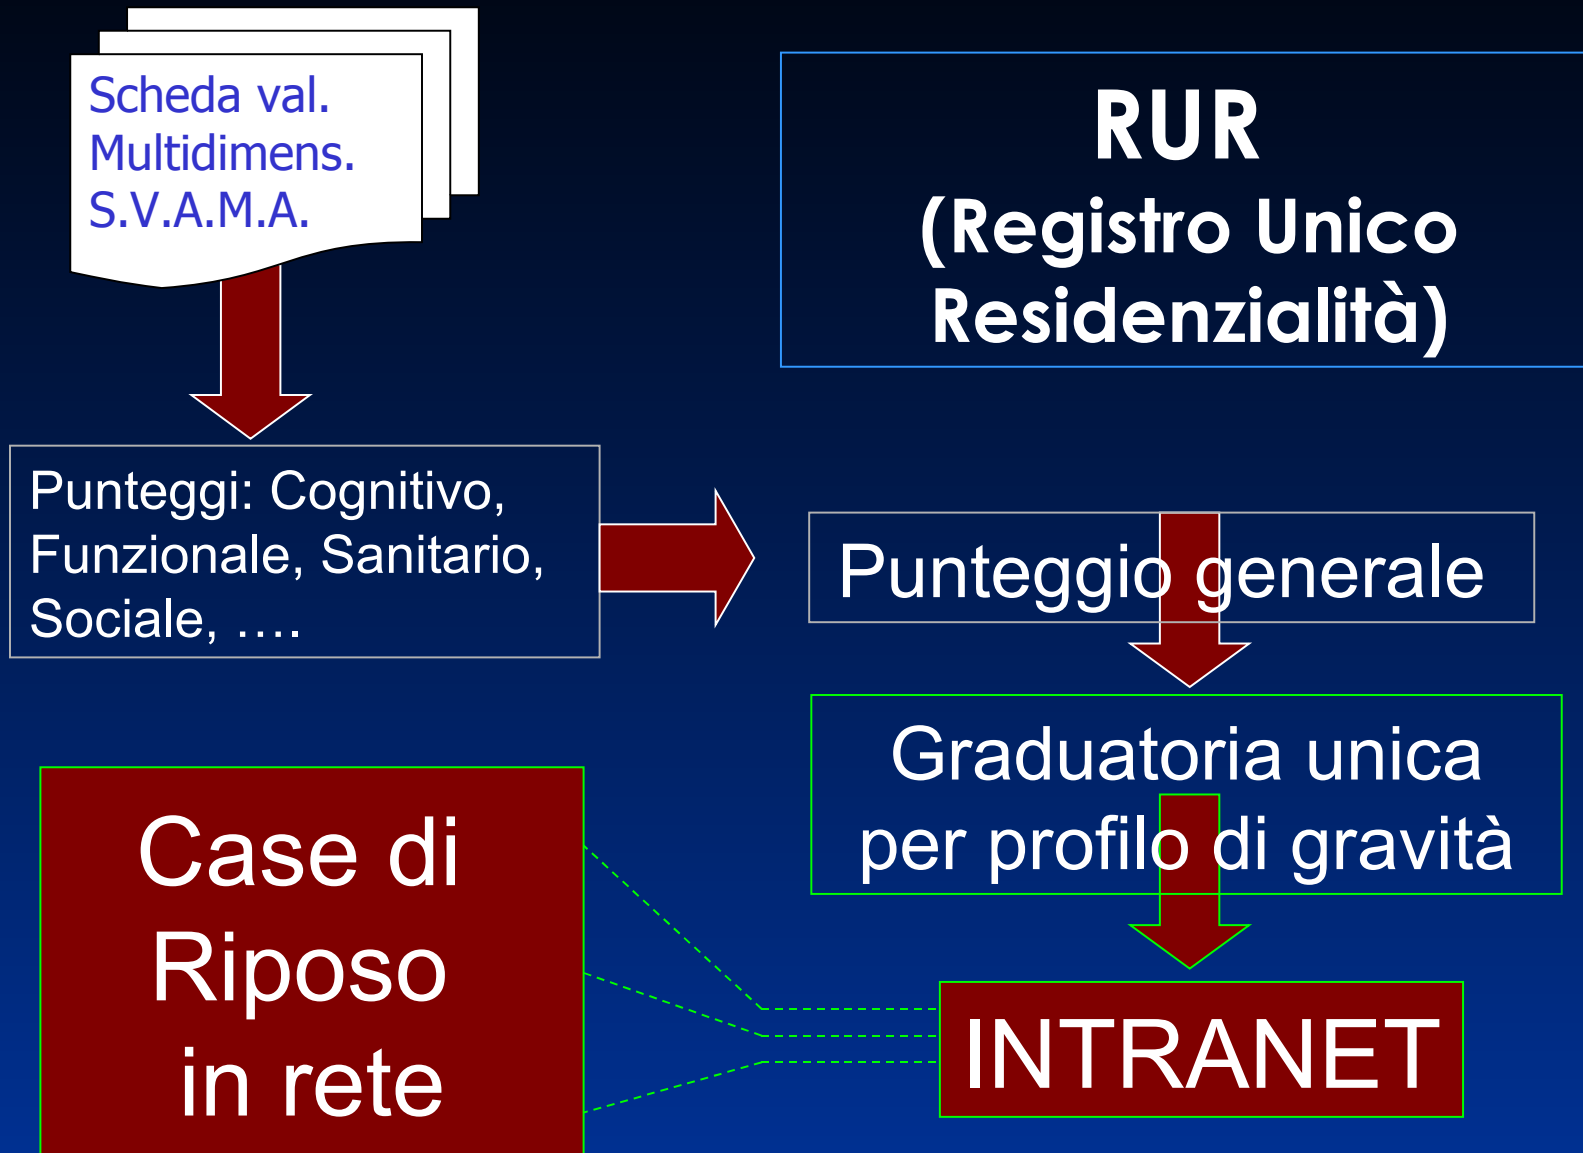 Scheda val.
Multidimens.
S.V.A.M.A.
RUR
(Registro Unico
Residenzialità)
Punteggi: Cognitivo,
Funzionale, Sanitario,
Sociale, ….
Punteggio generale
Graduatoria unica
per profilo di gravità
Case di
Riposo
in rete
INTRANET